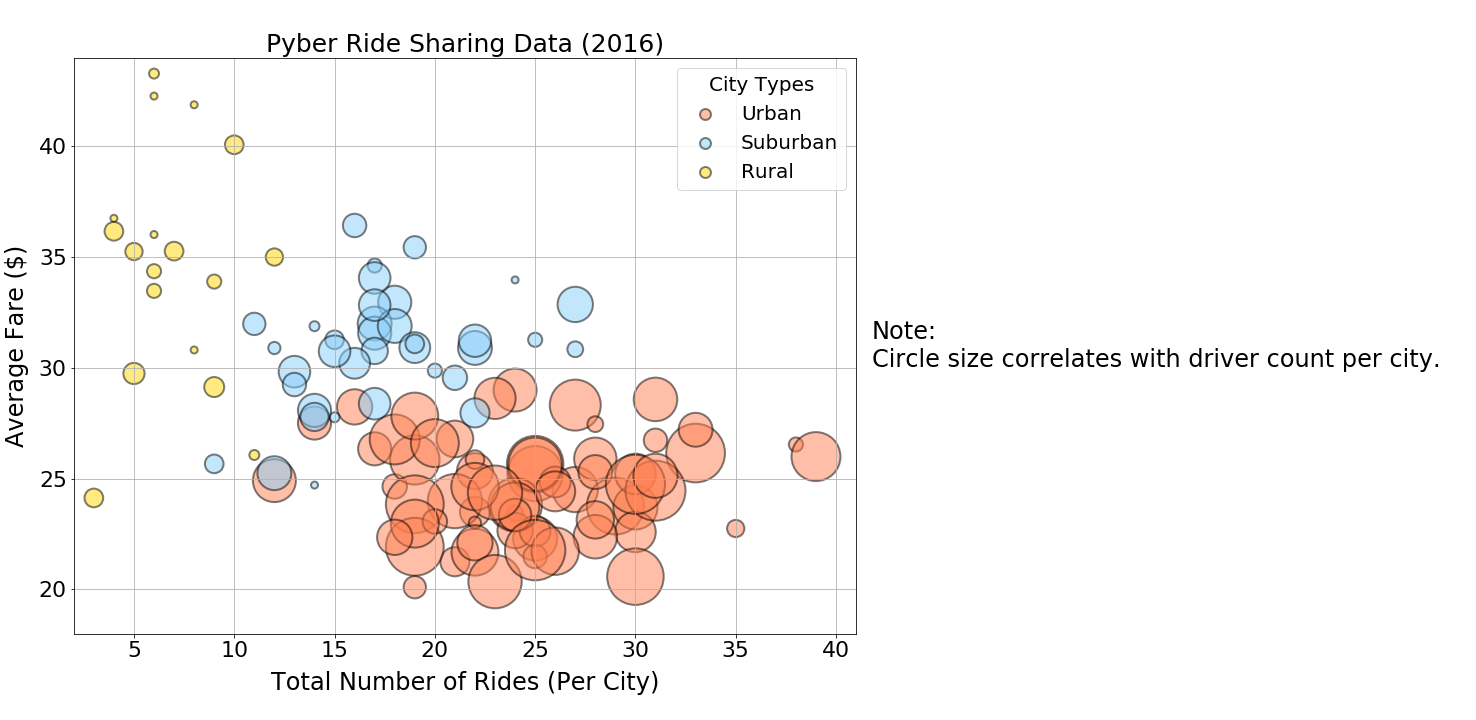 Pyber Ride Sharing Data (2016)
City Types
Urban
Suburban
Rural
40
35
30
25
20
Average Fare ($)
5 10 15 20 25 30 35 40
Total Number of Rides (Per City)
Note:
Circle size correlates with driver count per city.